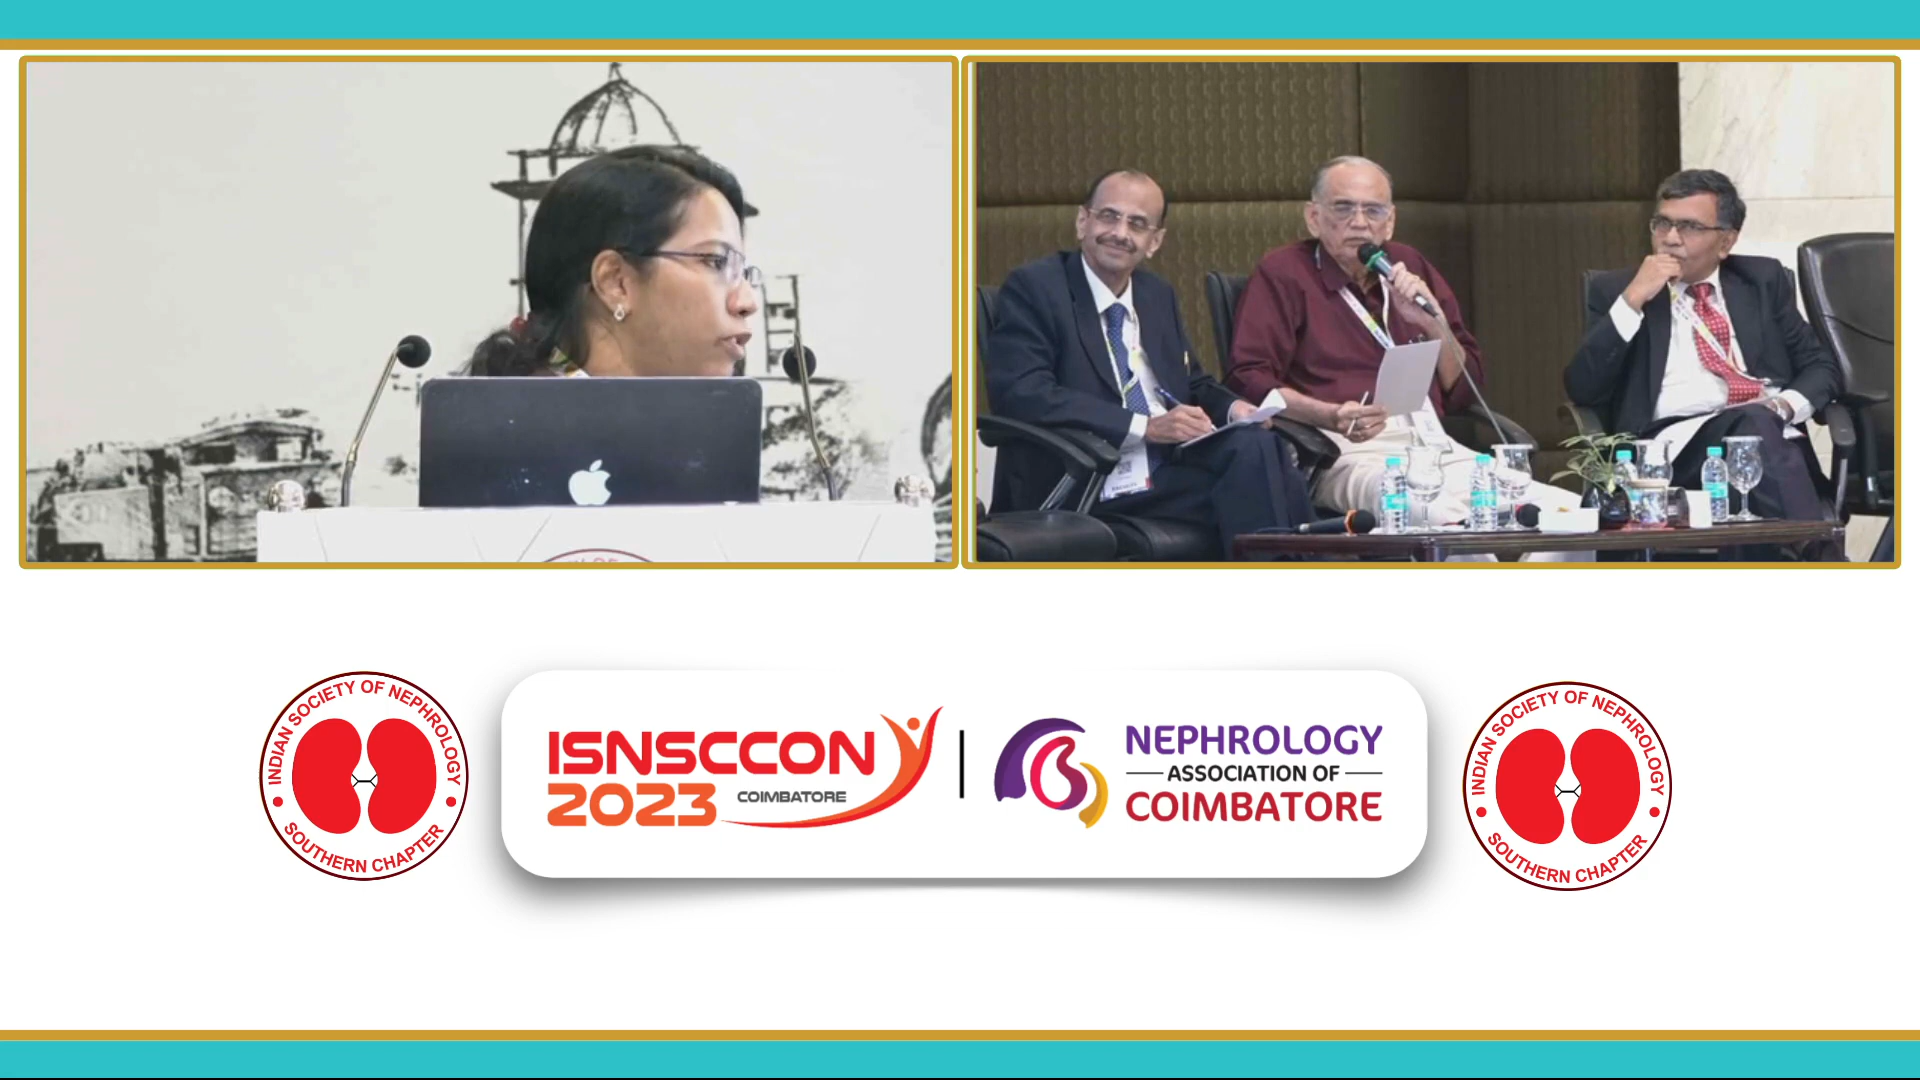 INDIAN SOCIETY OF NEPHROLOGY
SOUTHERN CHAPTER
ISNSCCON
2023 COIMBATORE
NEPHROLOGY
ASSOCIATION OF
COIMBATORE
INDIAN SOCIETY OF NEPHROLOGY
SOUTHERN CHAPTER